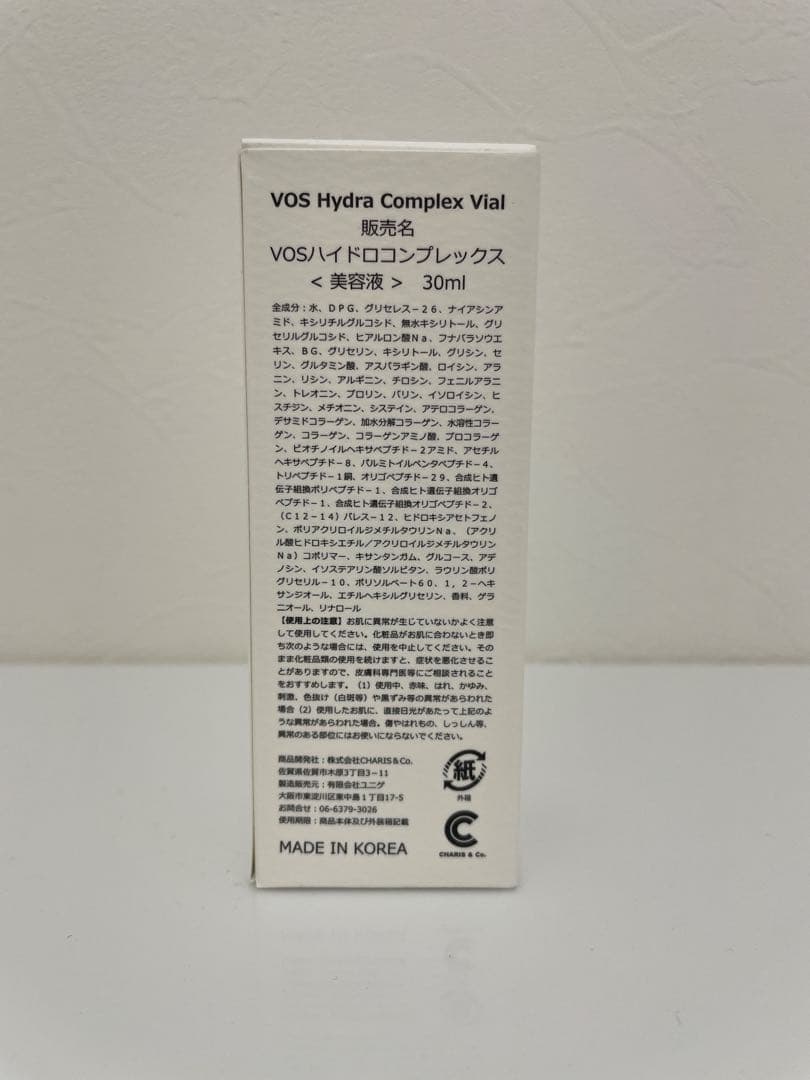 VOS Hydra Complex Vial
販売名
VOSハイドロコンプレックス
< 美容液 > 30ml
全成分：水、ＤＰＧ、グリセレス－２６、ナイアシンア
ミド、キシリチルグルコシド、無水キシリトール、グリ
セリルグルコシド、ヒアルロン酸Ｎａ、フナバラソウエ
キス、ＢＧ、グリセリン、キシリトール、グリシン、セ
リン、グルタミン酸、アスパラギン酸、ロイシン、アラ
ニン、リシン、アルギニン、チロシン、フェニルアラニ
ン、トレオニン、プロリン、バリン、イソロイシン、ヒ
スチジン、メチオニン、システイン、アテロコラーゲン、
デサミドコラーゲン、加水分解コラーゲン、水溶性コラー
ゲン、コラーゲン、コラーゲンアミノ酸、プロコラーゲ
ン、ビオチノイルヘキサペプチド－２アミド、アセチル
ヘキサペプチド－８、パルミトイルペンタペプチド－４、
トリペプチド－１銅、オリゴペプチド－２９、合成ヒト遺
伝子組換ポリペプチド－１、合成ヒト遺伝子組換オリゴ
ペプチド－１、合成ヒト遺伝子組換オリゴペプチド－２、
（Ｃ１２－１４）パレス－１２、ヒドロキシアセトフェノ
ン、ポリアクリロイルジメチルタウリンＮａ、（アクリ
ル酸ヒドロキシエチル／アクリロイルジメチルタウリン
Ｎａ）コポリマー、キサンタンガム、グルコース、アデ
ノシン、イソステアリン酸ソルビタン、ラウリン酸ポリ
グリセリル－１０、ポリソルベート６０、１，２－ヘキ
サンジオール、エチルヘキシルグリセリン、香料、ゲラ
ニオール、リナロール
【使用上の注意】お肌に異常が生じていないかよく注意
して使用してください。化粧品がお肌に合わないとき即
ち次のような場合には、使用を中止してください。その
まま化粧品類の使用を続けますと、症状を悪化させるこ
とがありますので、皮膚科専門医等にご相談されること
をおすすめします。（1）使用中、赤味、はれ、かゆみ、
刺激、色抜け（白斑等）や黒ずみ等の異常があらわれた
場合（2）使用したお肌に、直接日光があたって上記のよ
うな異常があらわれた場合。傷やはれもの、しっしん等、
異常のある部位にはお使いにならないでください。
商品開発社：株式会社CHARIS&Co.
佐賀県佐賀市木原3丁目3－11
製造販売元：有限会社ユニゲ
大阪市東淀川区東中島１丁目17-5
お問合せ：06-6379-3026
使用期限：商品本体及び外装箱記載
MADE IN KOREA
紙
外箱
CHARIS & Co.